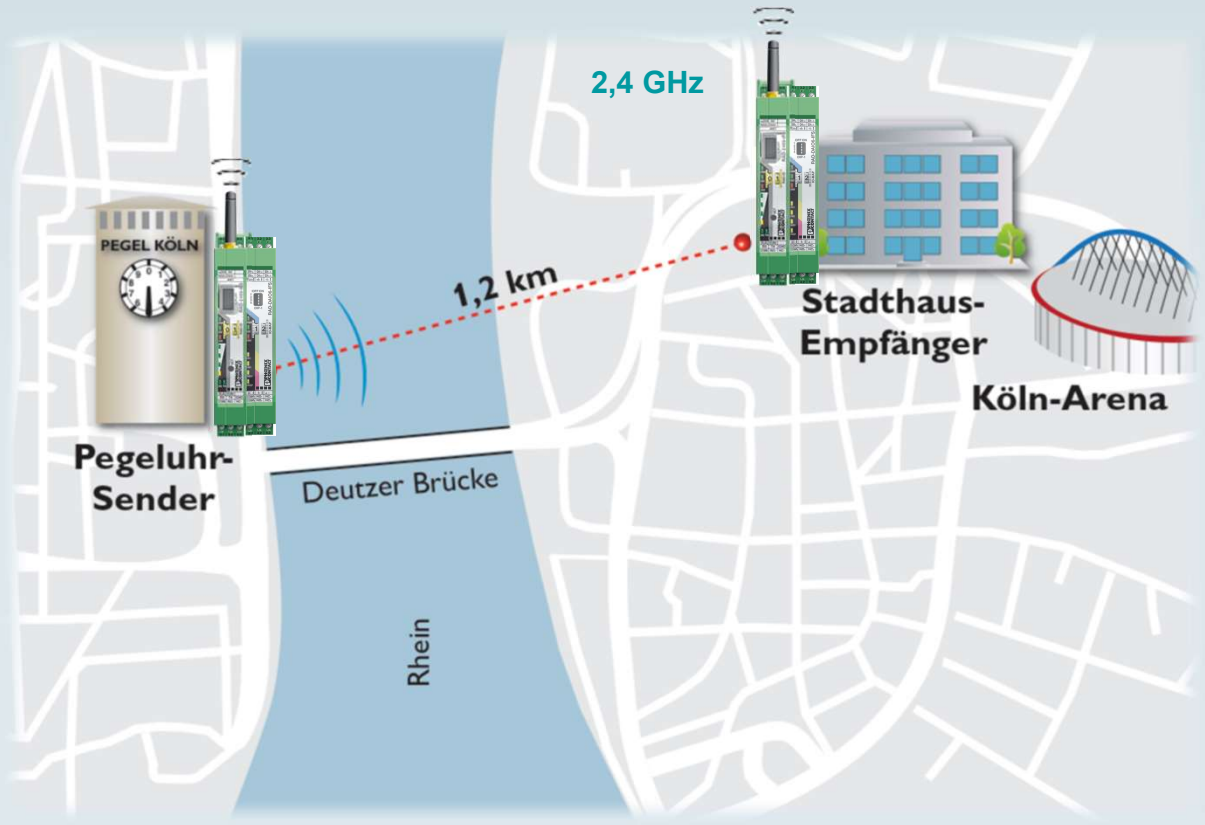 2,4 GHz
PEGEL KÖLN
1,2 km
Stadthaus-
Empfänger
Köln-Arena
Pegeluhr-
Sender
Deutzer Brücke
Rhein